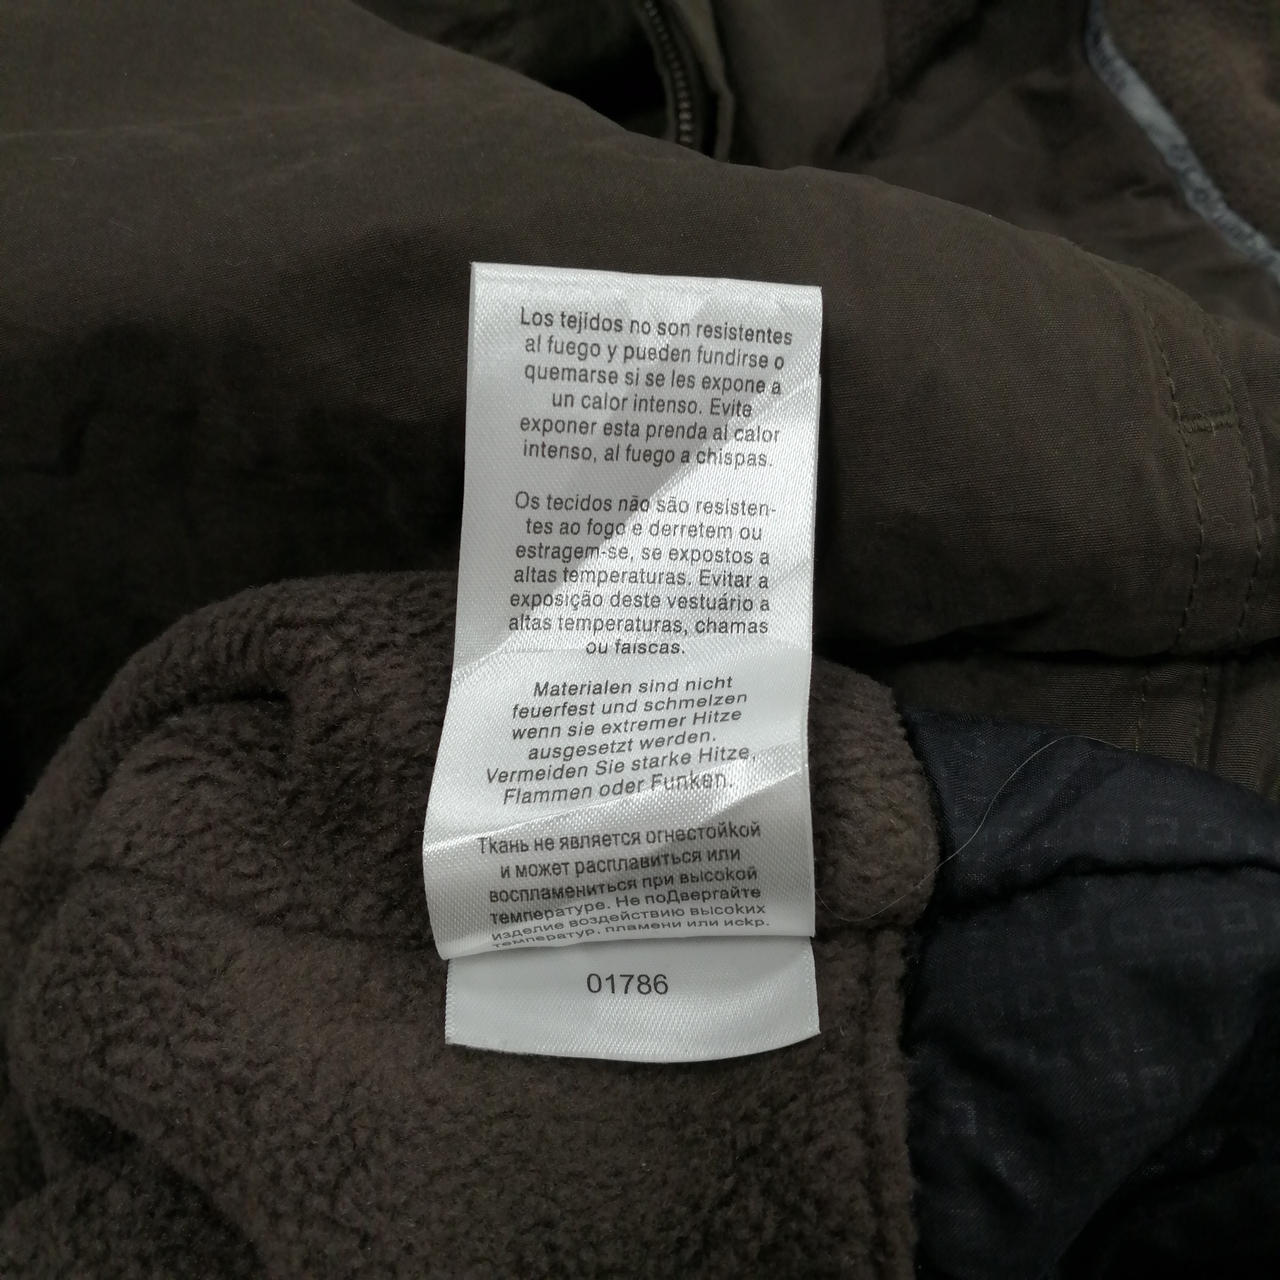 Los tejidos no son resistentes
al fuego y pueden fundirse o
quemarse si se les expone a
un calor intenso. Evite
exponer esta prenda al calor
intenso, al fuego a chispas.
Os tecidos não são resisten-
tes ao fogo e derretem ou
estragem-se, se expostos a
altas temperaturas. Evitar a
exposição deste vestuário a
altas temperaturas, chamas
ou faiscas.
Materialen sind nicht
feuerfest und schmelzen
wenn sie extremer Hitze
ausgesetzt werden.
Vermeiden Sie starke Hitze,
Flammen oder Funken.
Ткань не является огнестойкой
и может расплавиться или
воспламениться при высокой
температуре. Не поДвергайте
изделие воздействию высоких
температур, пламени или искр.
01786